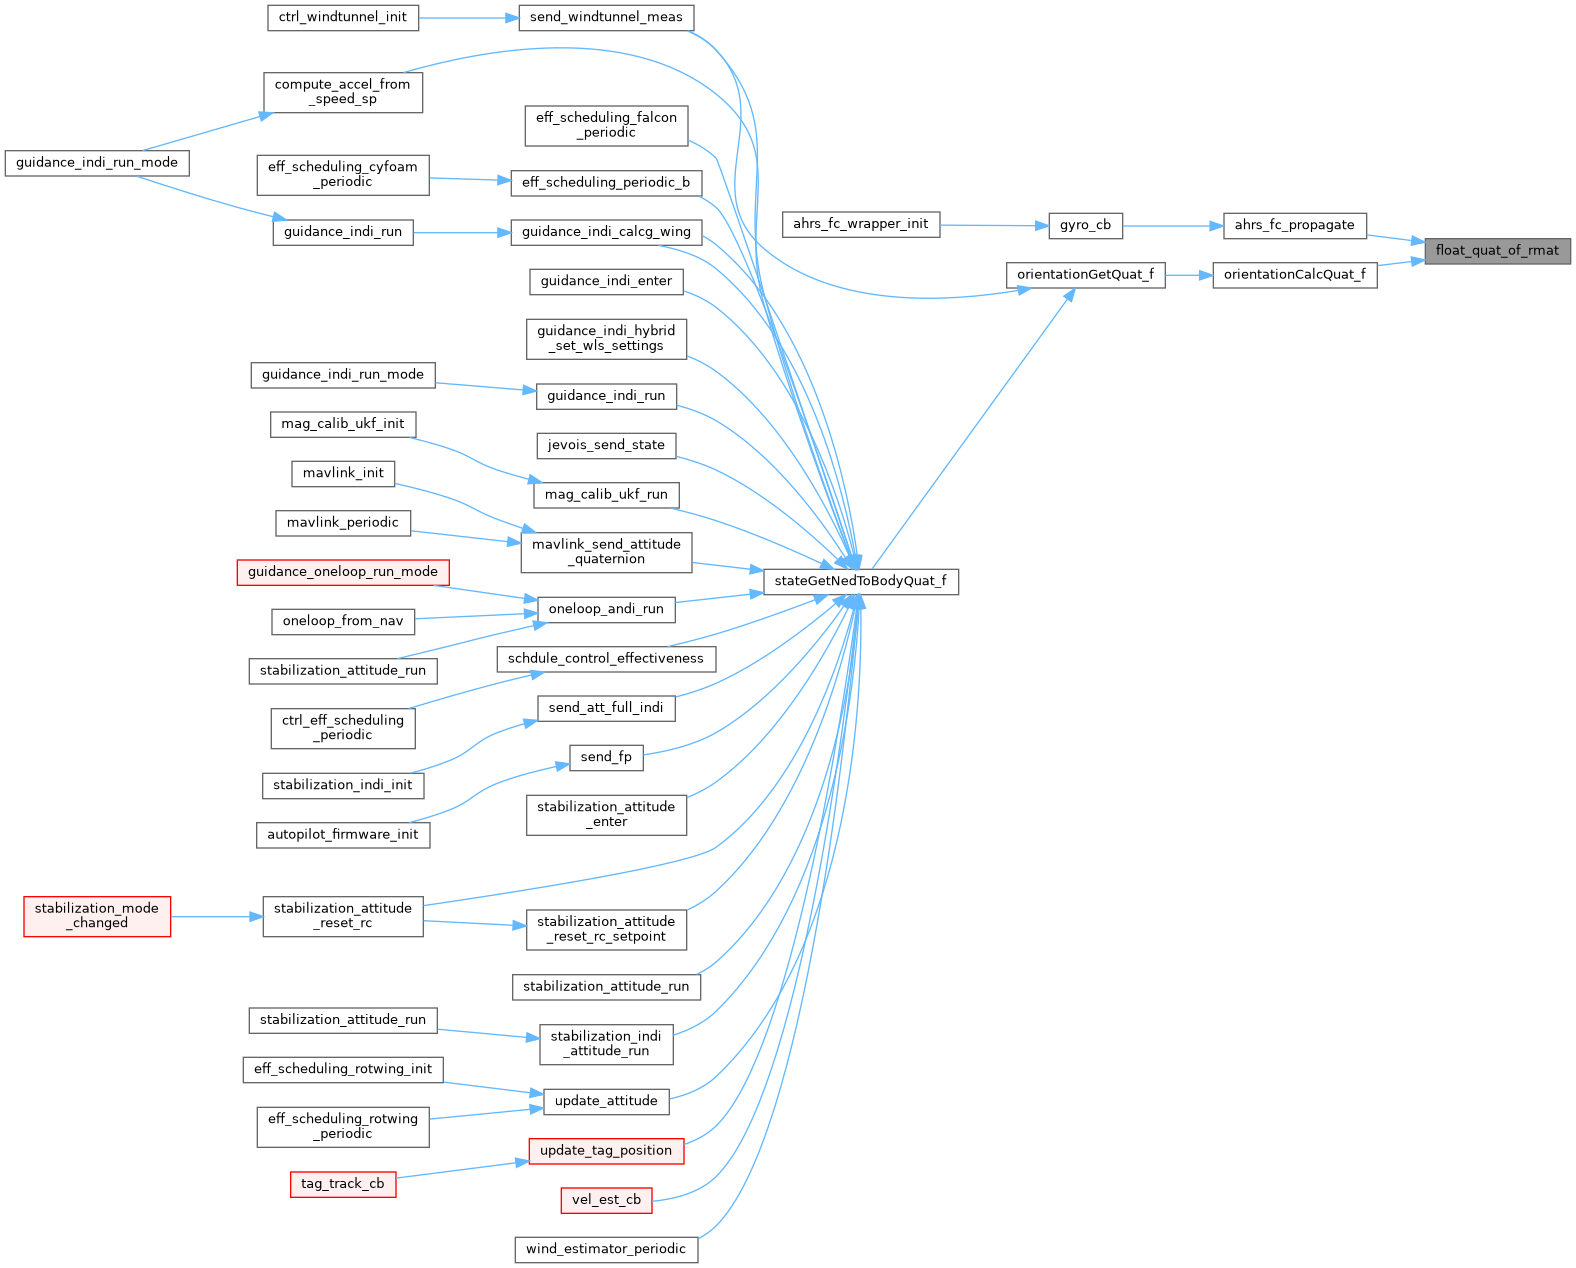 ctrl_windtunnel_init
send_windtunnel_meas
compute_accel_from
_speed_sp
eff_scheduling_falcon
_periodic
guidance_indi_run_mode
eff_scheduling_cyfoam
_periodic
eff_scheduling_periodic_b
guidance_indi_run
guidance_indi_calcg_wing
ahrs_fc_wrapper_init
gyro_cb
ahrs_fc_propagate
float_quat_of_rmat
orientationGetQuat_f
orientationCalcQuat_f
guidance_indi_enter
guidance_indi_hybrid
_set_wls_settings
guidance_indi_run_mode
guidance_indi_run
mag_calib_ukf_init
jevois_send_state
mavlink_init
mag_calib_ukf_run
mavlink_periodic
mavlink_send_attitude
_quaternion
guidance_oneloop_run_mode
stateGetNedToBodyQuat_f
oneloop_from_nav
oneloop_andi_run
stabilization_attitude_run
schdule_control_effectiveness
ctrl_eff_scheduling
_periodic
send_att_full_indi
stabilization_indi_init
send_fp
autopilot_firmware_init
stabilization_attitude
_enter
stabilization_mode
_changed
stabilization_attitude
_reset_rc
stabilization_attitude
_reset_rc_setpoint
stabilization_attitude_run
stabilization_attitude_run
stabilization_indi
_attitude_run
eff_scheduling_rotwing_init
eff_scheduling_rotwing
_periodic
update_attitude
update_tag_position
tag_track_cb
vel_est_cb
wind_estimator_periodic